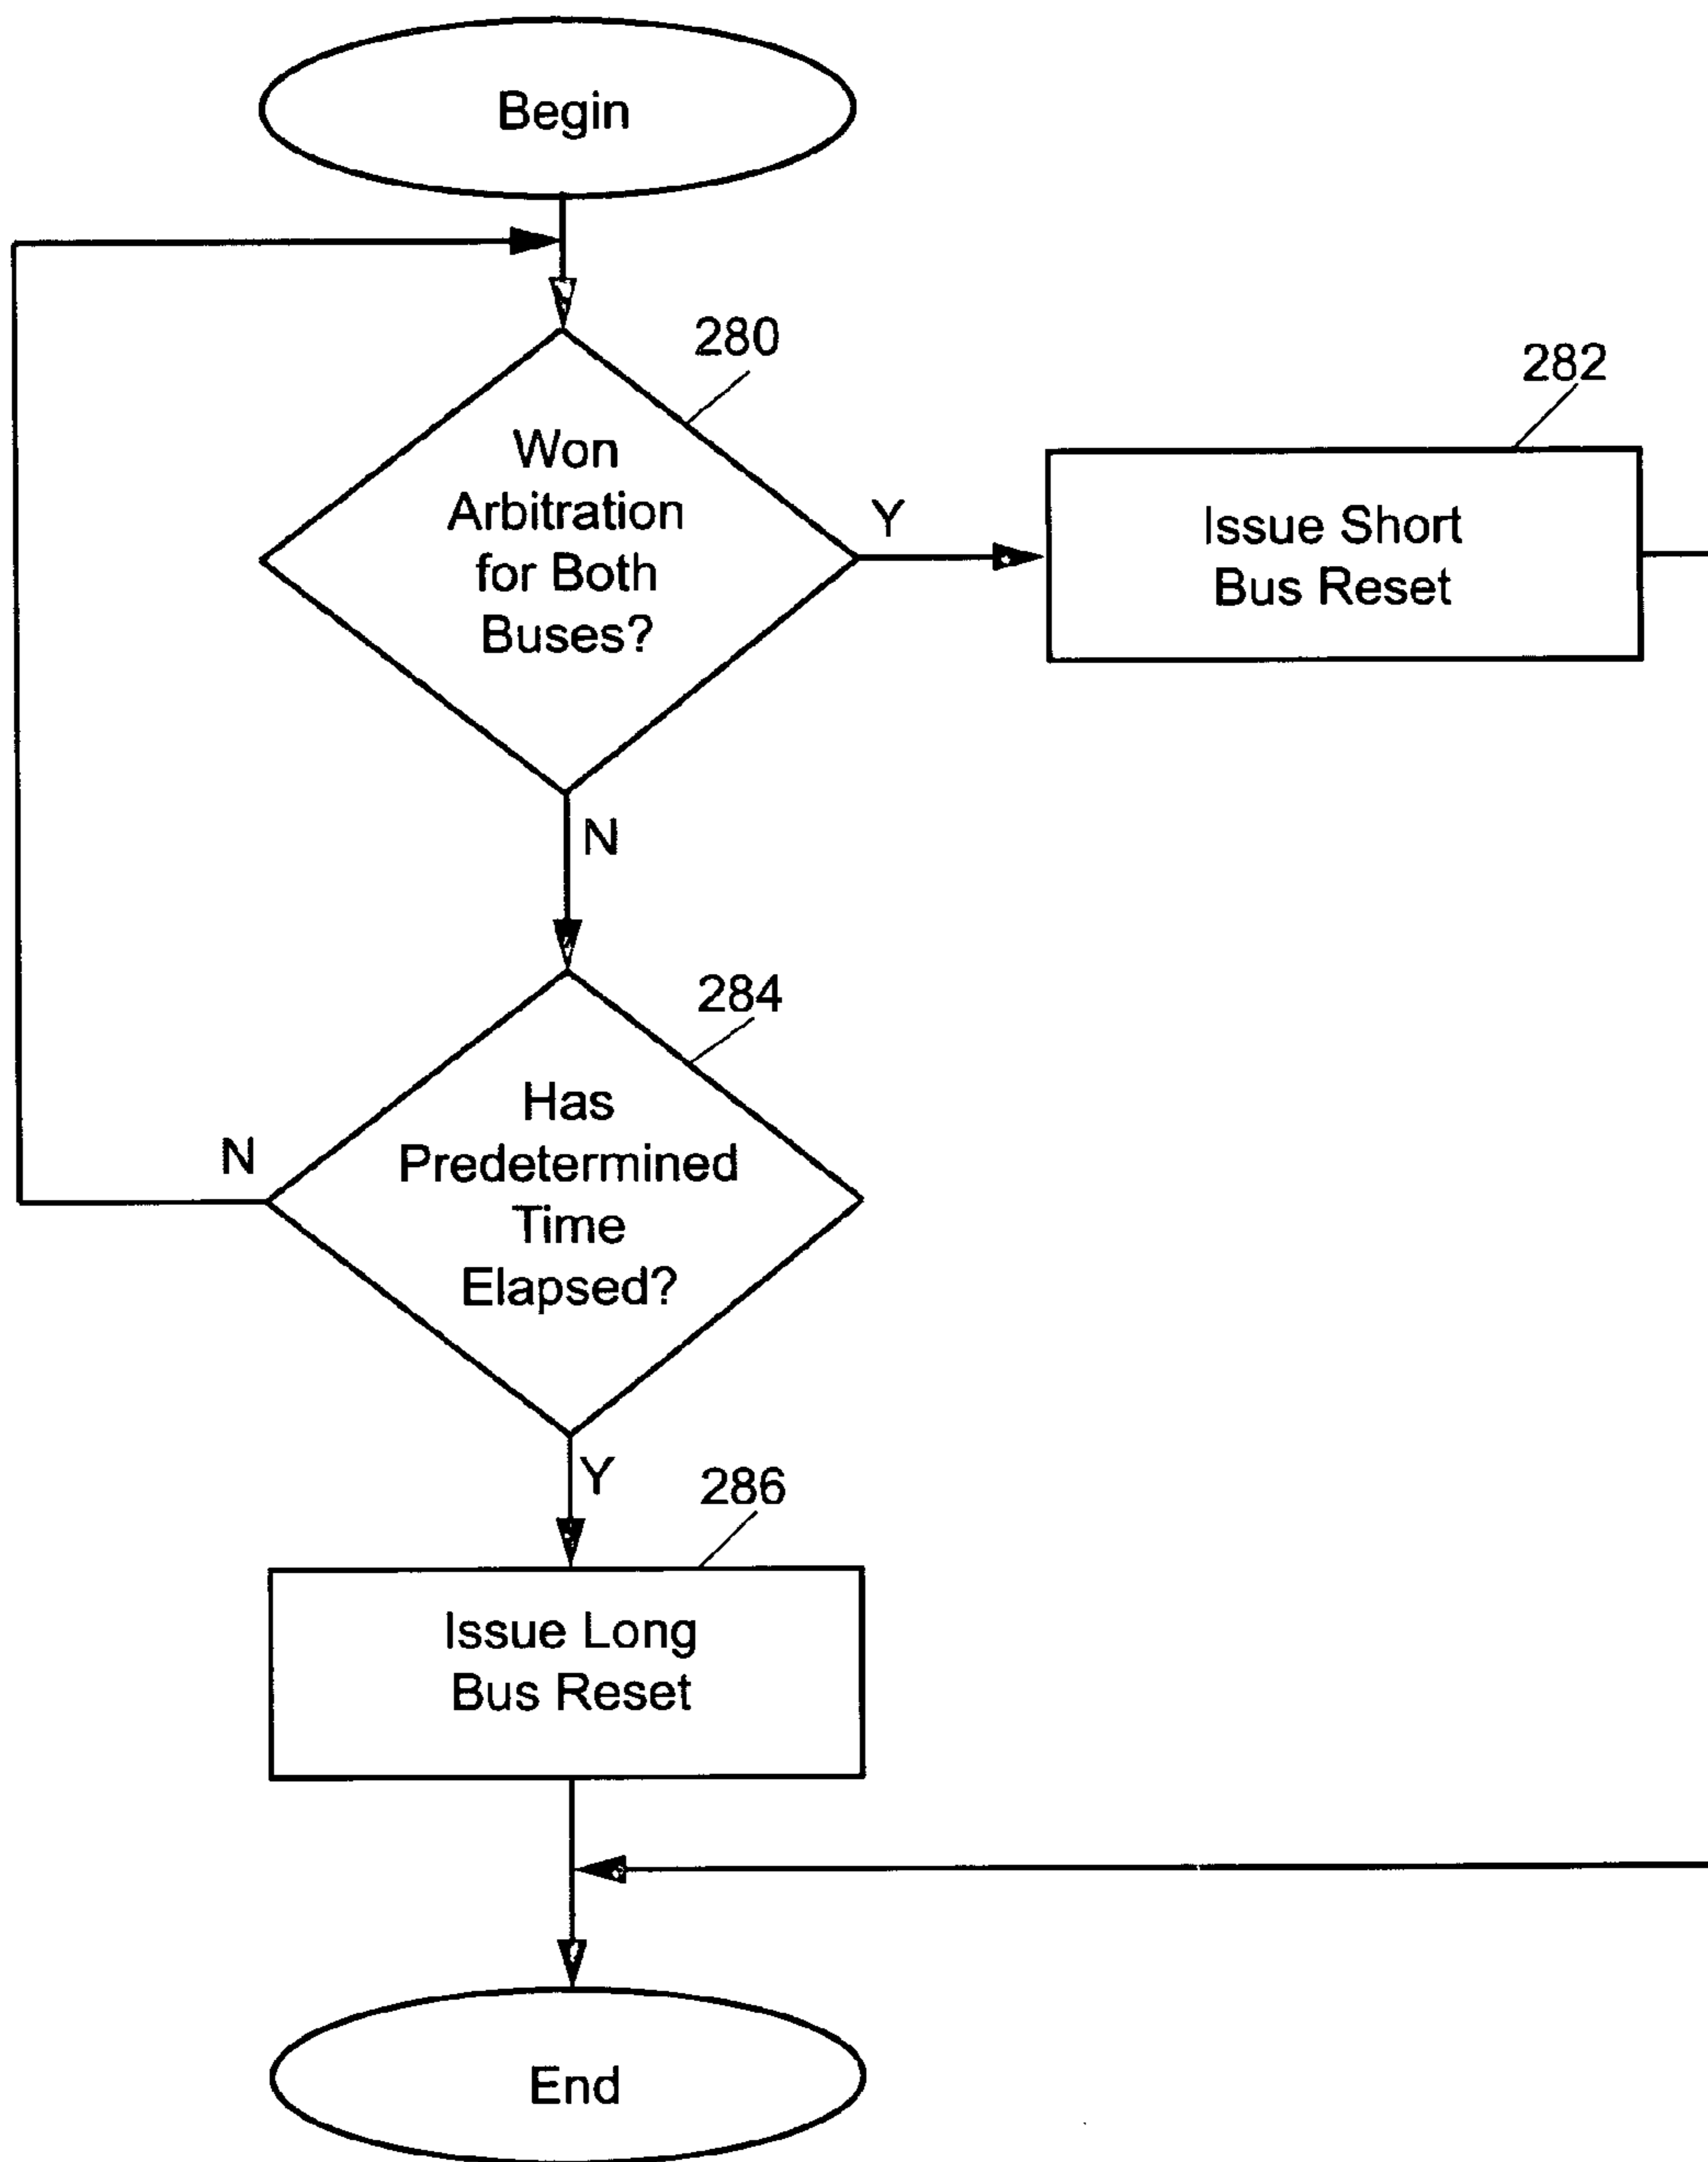 Begin
280
Won
Arbitration
for Both
Buses?
Y
282
Issue Short
Bus Reset
N
284
Has
Predetermined
Time
Elapsed?
N
Y
286
Issue Long
Bus Reset
End